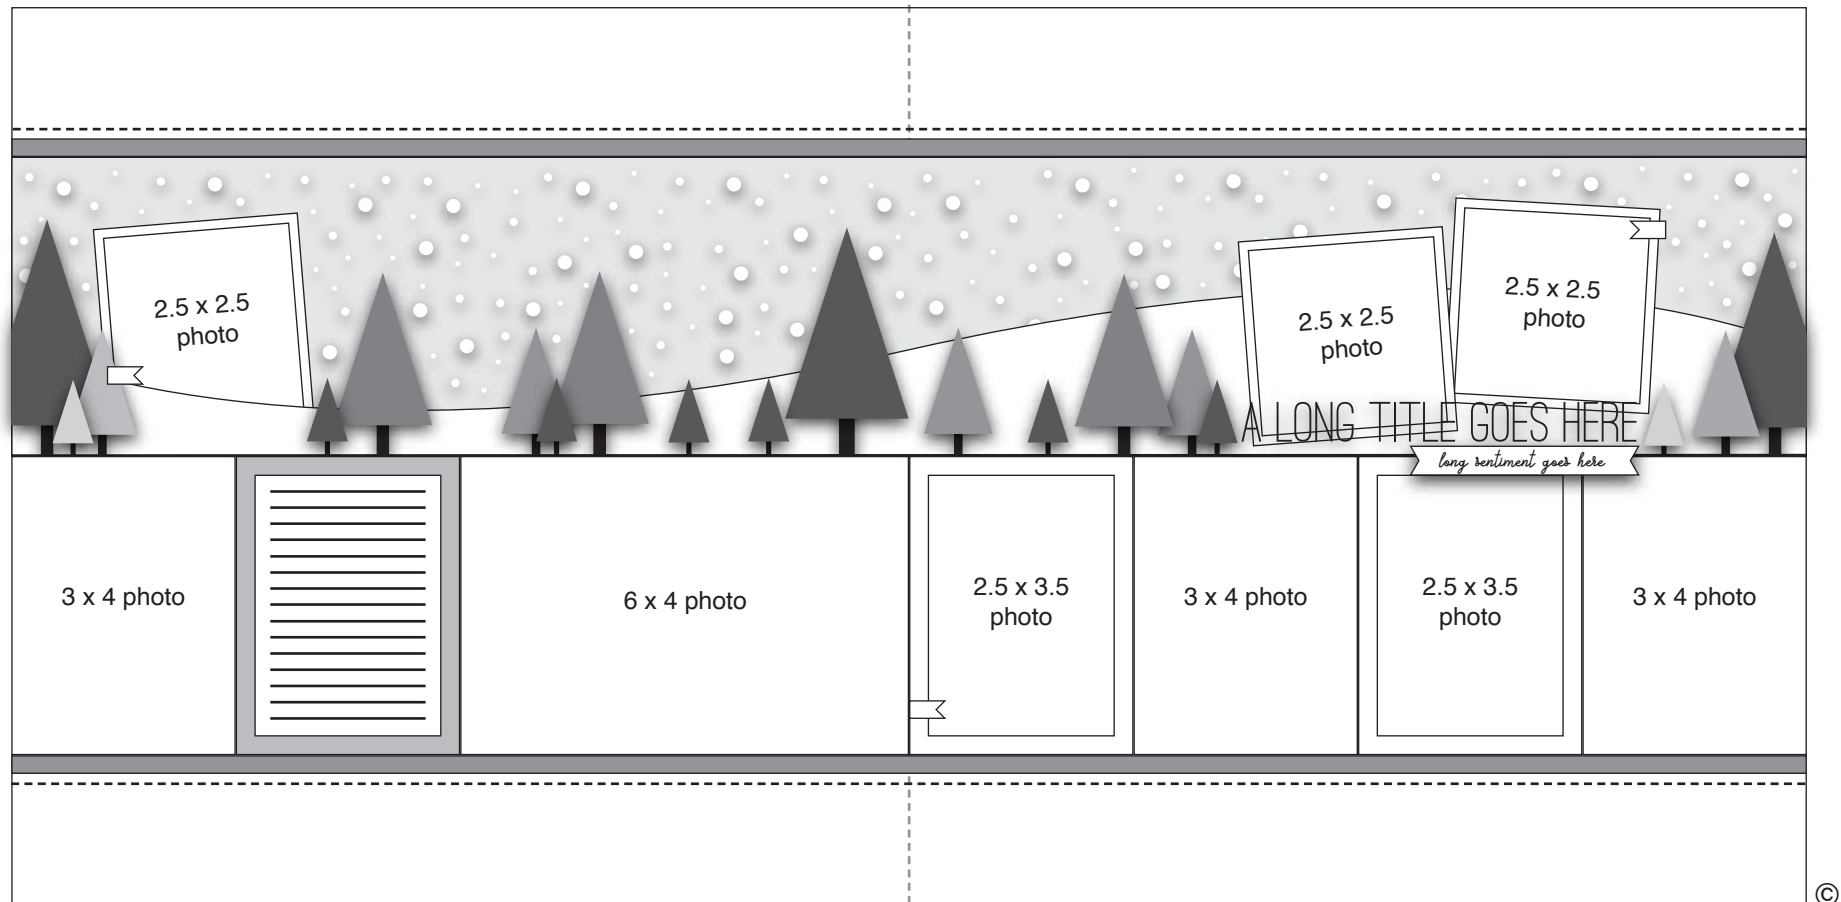 2.5 x 2.5
photo
2.5 x 2.5
photo
2.5 x 2.5
photo
A LONG TITLE GOES HERE
long sentiment goes here
3 x 4 photo
6 x 4 photo
2.5 x 3.5
photo
3 x 4 photo
2.5 x 3.5
photo
3 x 4 photo
©